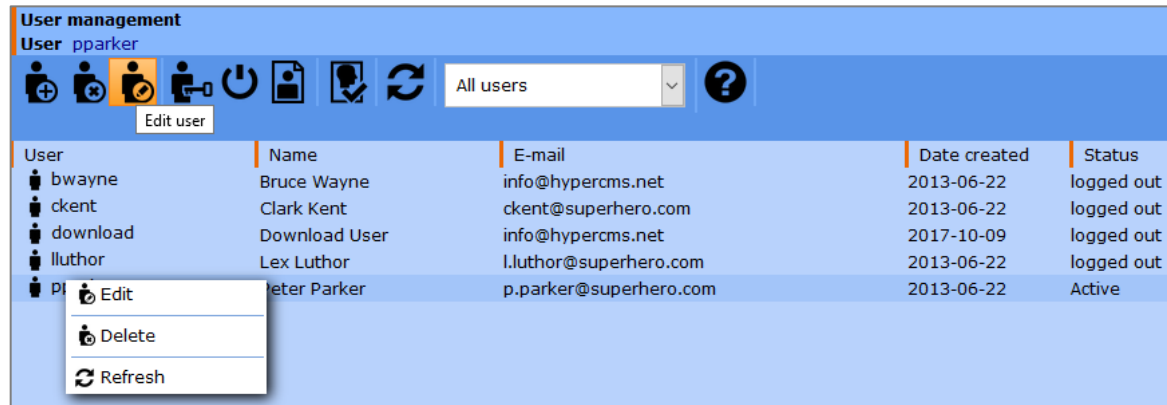 User management
User pparker
All users
Edit user
User Name E-mail Date created Status
bwayne Bruce Wayne info@hypercms.net 2013-06-22 logged out
ckent Clark Kent ckent@superhero.com 2013-06-22 logged out
download Download User info@hypercms.net 2017-10-09 logged out
lluthor Lex Luthor l.luthor@superhero.com 2013-06-22 logged out
Peter Parker p.parker@superhero.com 2013-06-22 Active
Edit
Delete
Refresh